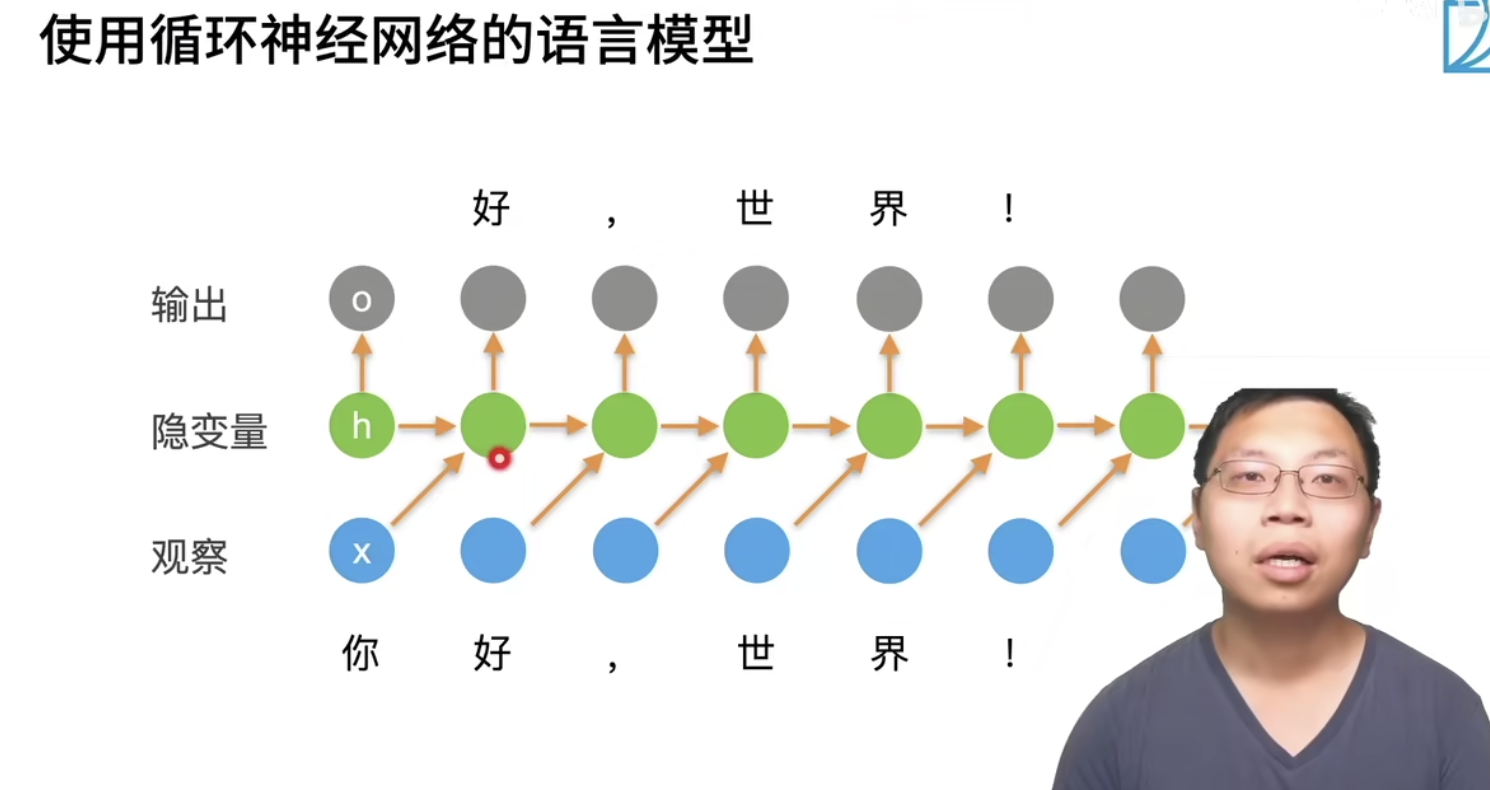 使用循环神经网络的语言模型
好 , 世 界 !
输出 o
隐变量 h
观察 x
你 好 , 世 界 !